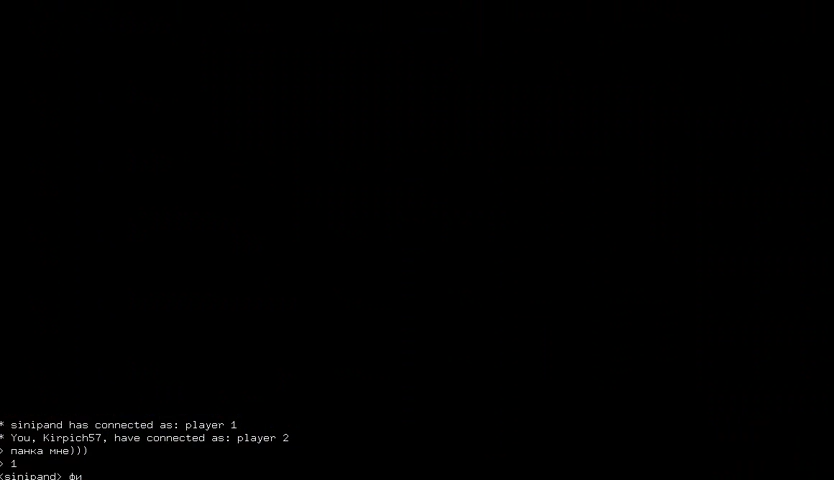 * sinipand has connected as: player 1
* You, Kirpich57, have connected as: player 2
> панка мне)))
> 1
<sinipand> фи